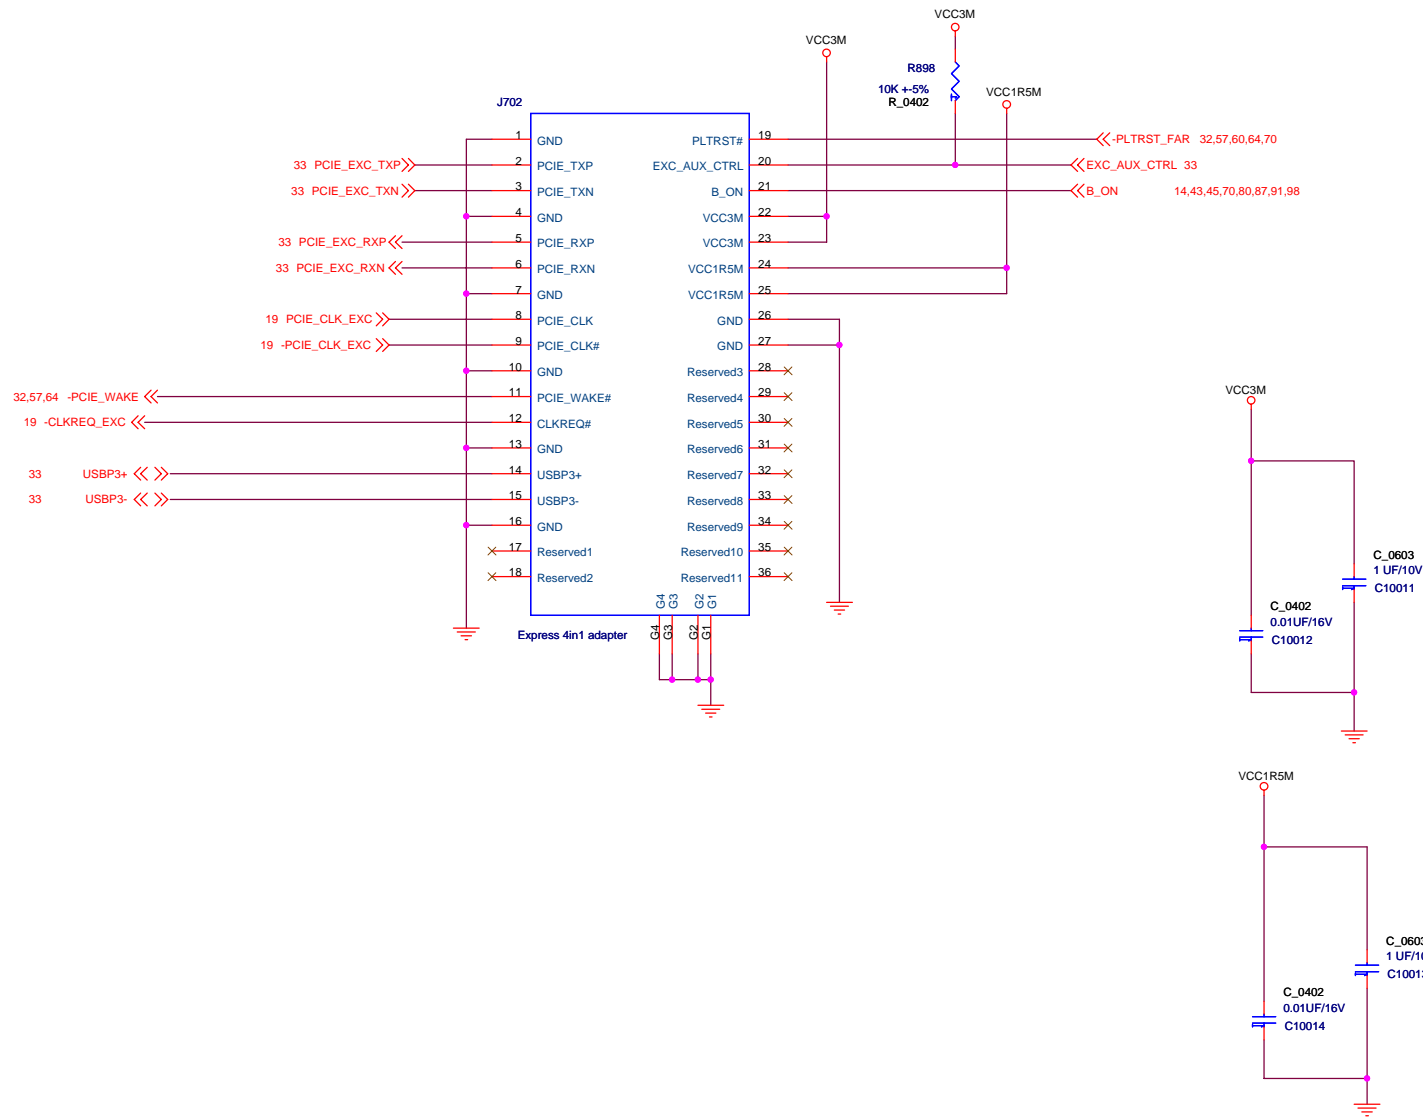 VCC3M
VCC3M
R898
10K +-5%
R_0402
VCC1R5M
J702
1 GND
PLTRST# 19
-PLTRST_FAR 32,57,60,64,70
33 PCIE_EXC_TXP
2 PCIE_TXP
EXC_AUX_CTRL 20
EXC_AUX_CTRL 33
33 PCIE_EXC_TXN
3 PCIE_TXN
B_ON 21
B_ON 14,43,45,70,80,87,91,98
4 GND
VCC3M 22
33 PCIE_EXC_RXP
5 PCIE_RXP
VCC3M 23
33 PCIE_EXC_RXN
6 PCIE_RXN
VCC1R5M 24
7 GND
VCC1R5M 25
19 PCIE_CLK_EXC
8 PCIE_CLK
GND 26
19 -PCIE_CLK_EXC
9 PCIE_CLK#
GND 27
10 GND
Reserved3 28
32,57,64 -PCIE_WAKE
11 PCIE_WAKE#
Reserved4 29
19 -CLKREQ_EXC
12 CLKREQ#
Reserved5 30
13 GND
Reserved6 31
33 USBP3+
14 USBP3+
Reserved7 32
33 USBP3-
15 USBP3-
Reserved8 33
16 GND
Reserved9 34
17 Reserved1
Reserved10 35
18 Reserved2
Reserved11 36
G4 G3 G2 G1
G4 G3 G2 G1
Express 4in1 adapter
VCC3M
C_0603
1 UF/10V
C10011
C_0402
0.01UF/16V
C10012
VCC1R5M
C_0603
1 UF/10
C10013
C_0402
0.01UF/16V
C10014